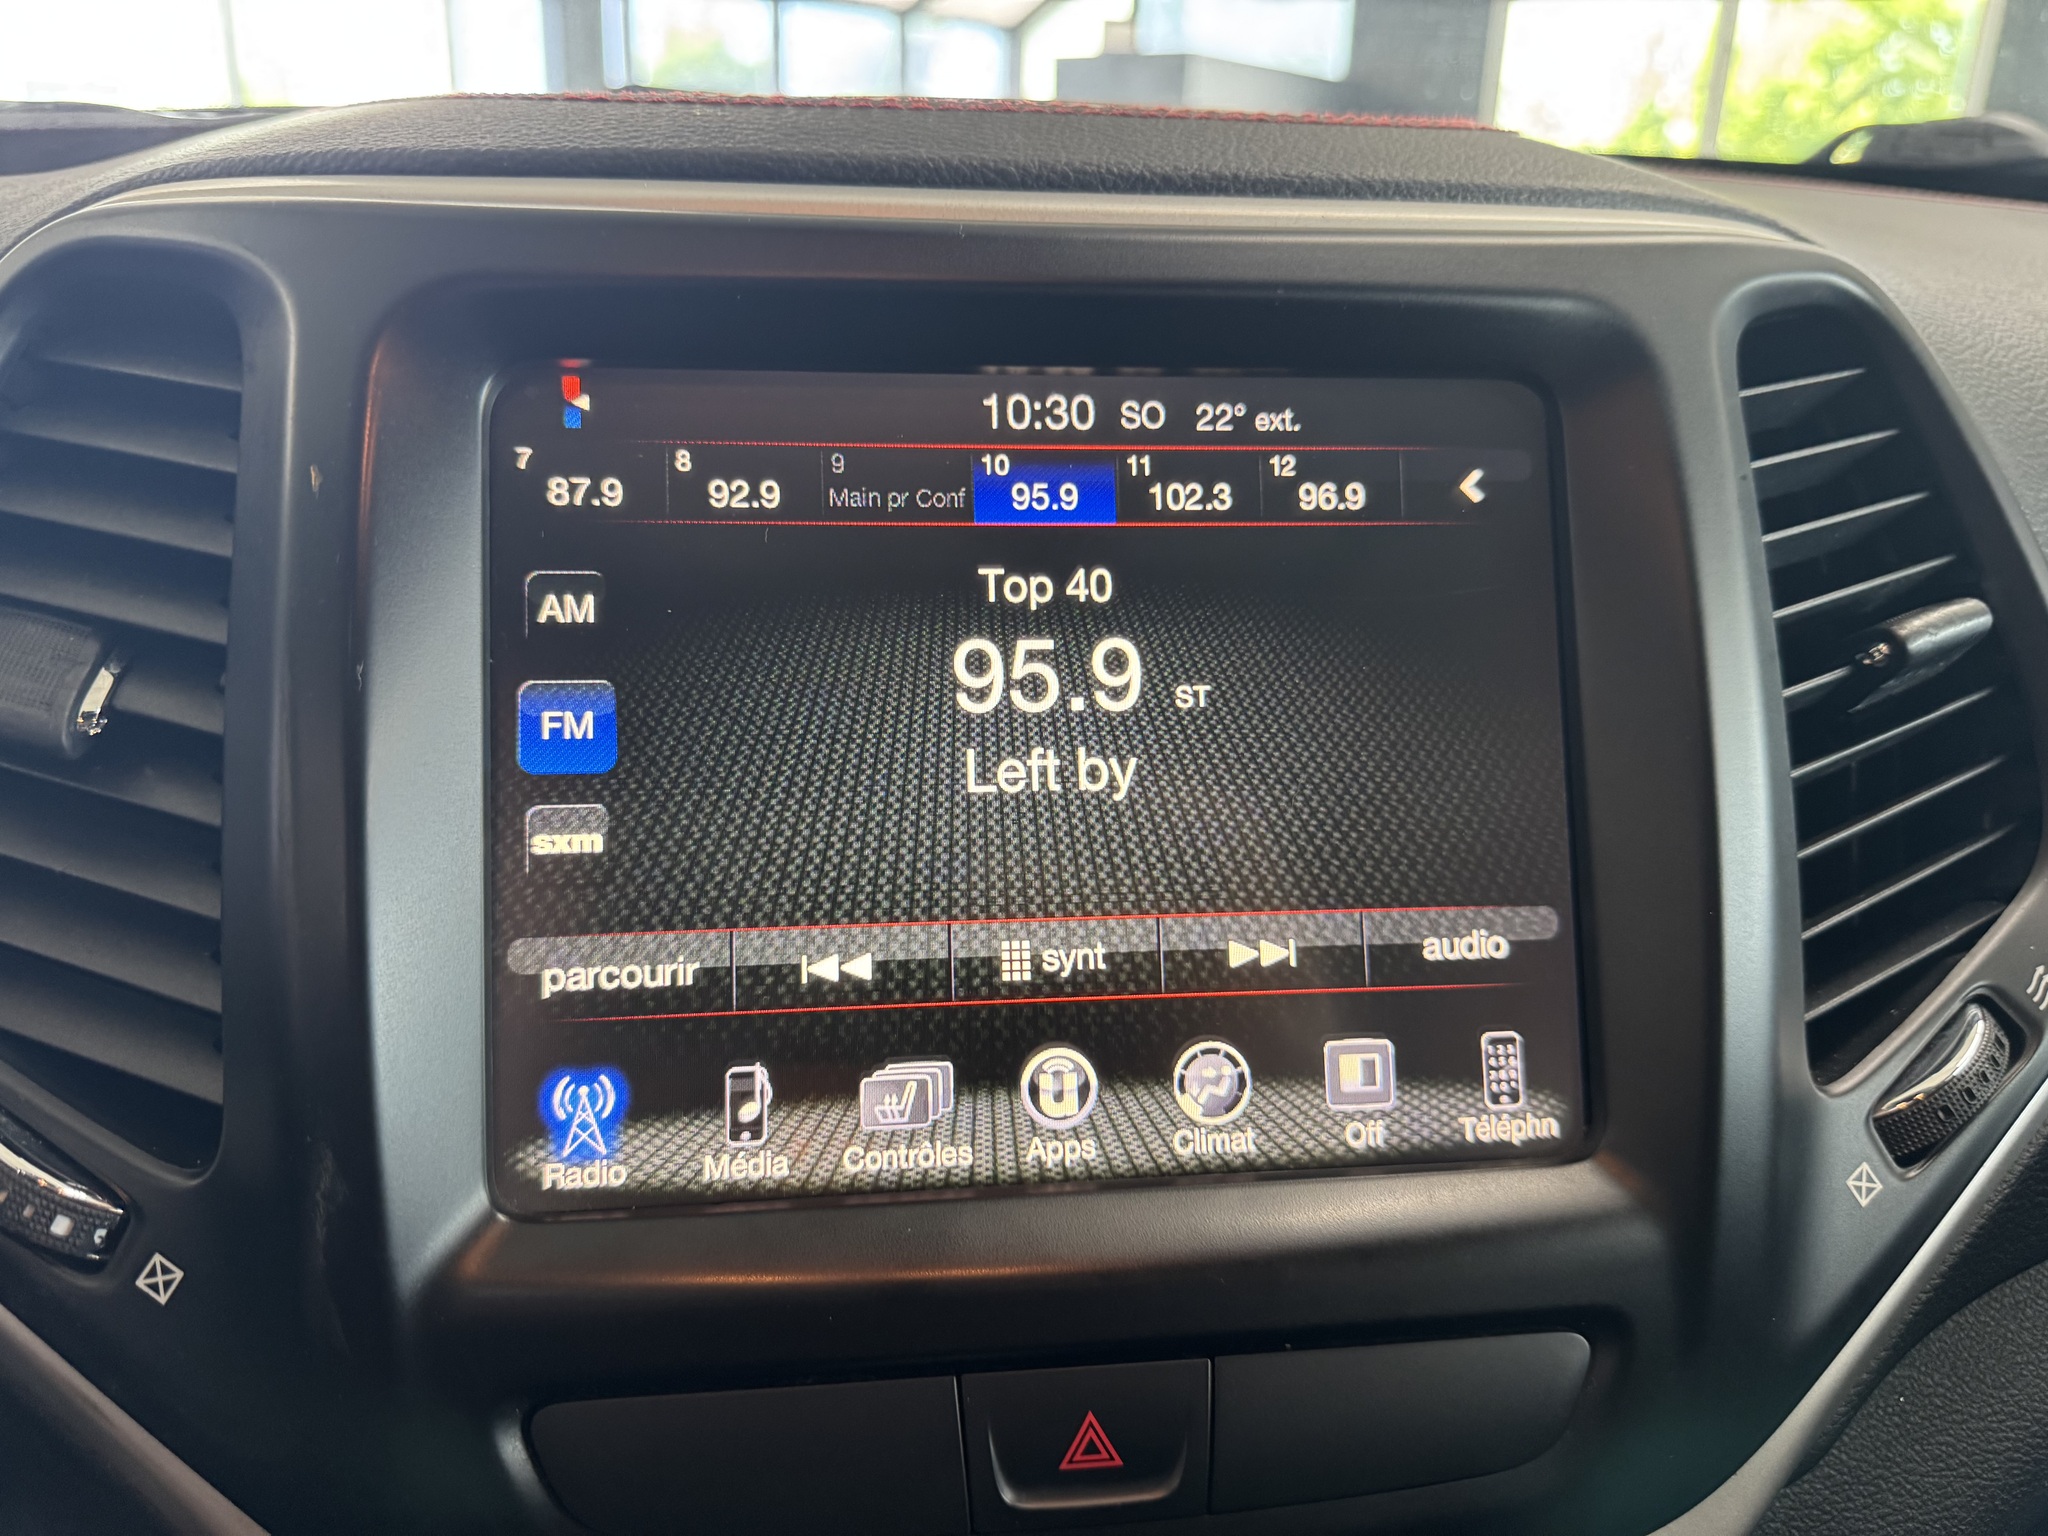 10:30 SO 22° ext.
7 8 9 10 11 12
87.9 92.9 Main pr Conf 95.9 102.3 96.9
Top 40
AM
95.9 ST
FM
Left by
sxm
parcourir synt audio
Radio Média Contrôles Apps Climat Off Téléphn